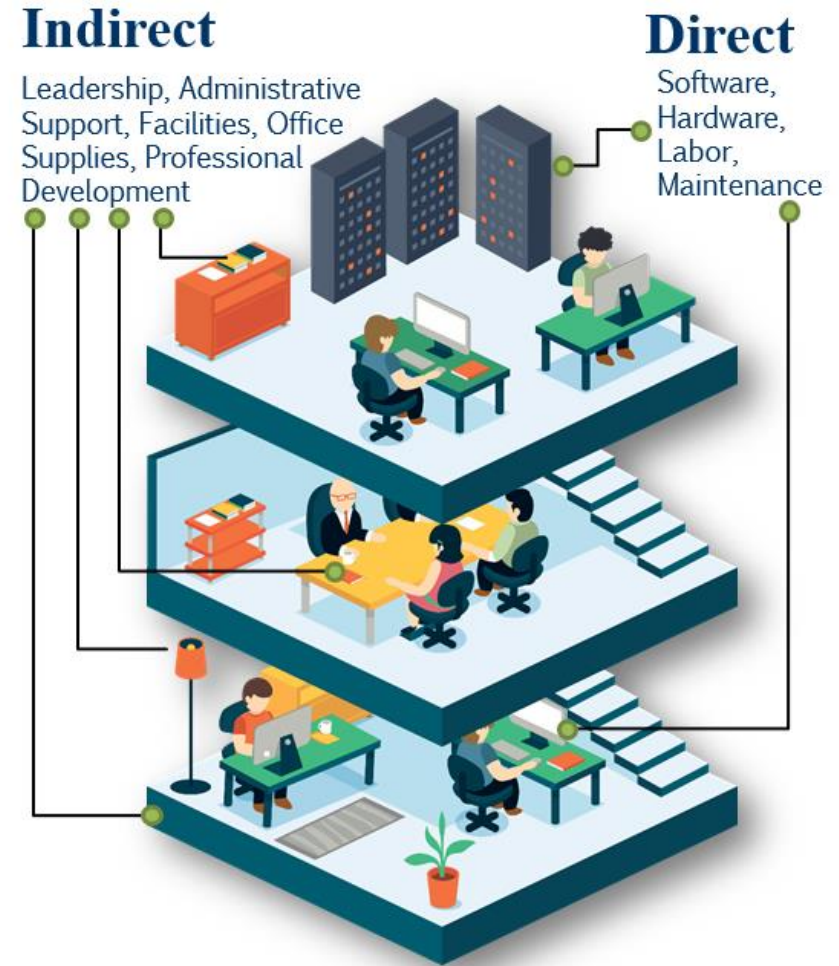 Indirect
Leadership, Administrative
Support, Facilities, Office
Supplies, Professional
Development
Direct
Software,
Hardware,
Labor,
Maintenance